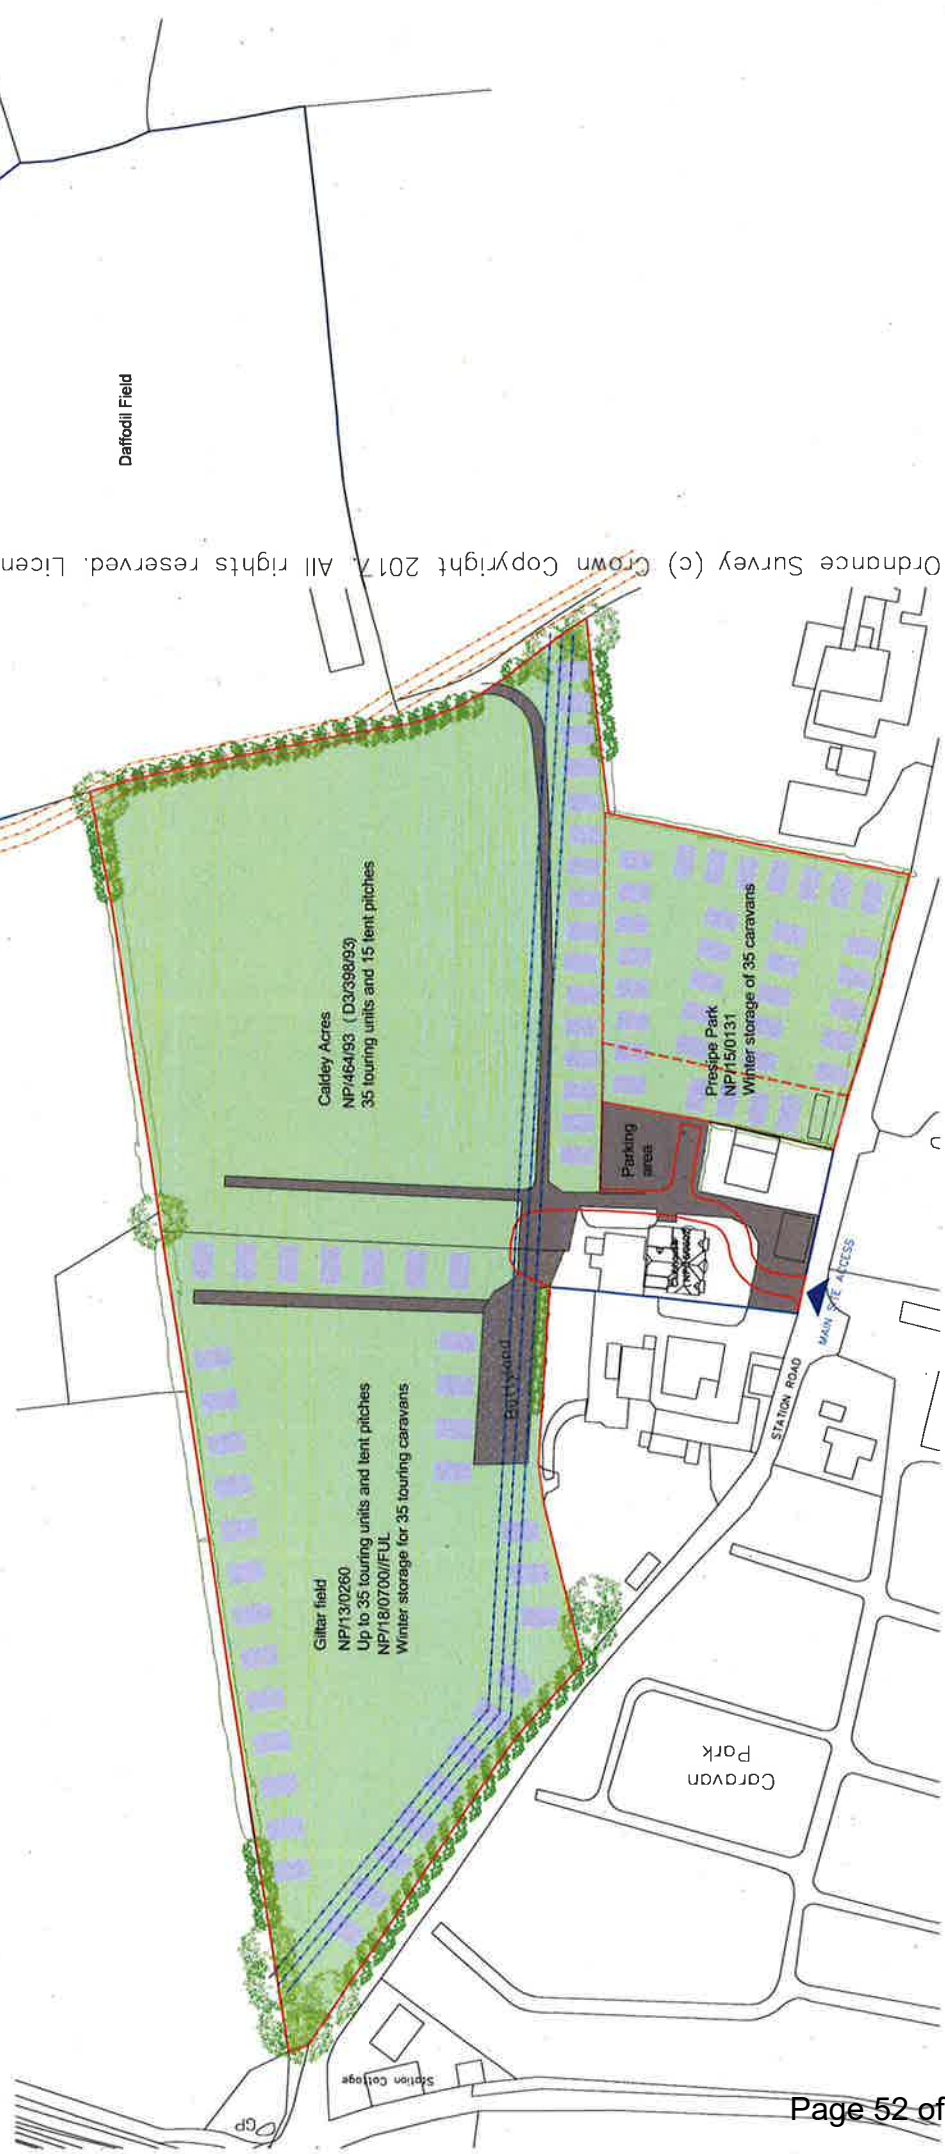 Daffodil Field
Ordnance Survey (c) Crown Copyright 2017. All rights reserved. Licen
Caldey Acres
NP/464/93 ( D3/398/93)
35 touring units and 15 tent pitches
Presipe Park
NP/15/0131
Winter storage of 35 caravans
Parking
area
Buttylond
Giltar field
NP/13/0260
Up to 35 touring units and tent pitches
NP/18/0700//FUL
Winter storage for 35 touring caravans
MAIN SITE ACCESS
STATION ROAD
Caravan
Park
Station Cottage
GP
Page 52 of